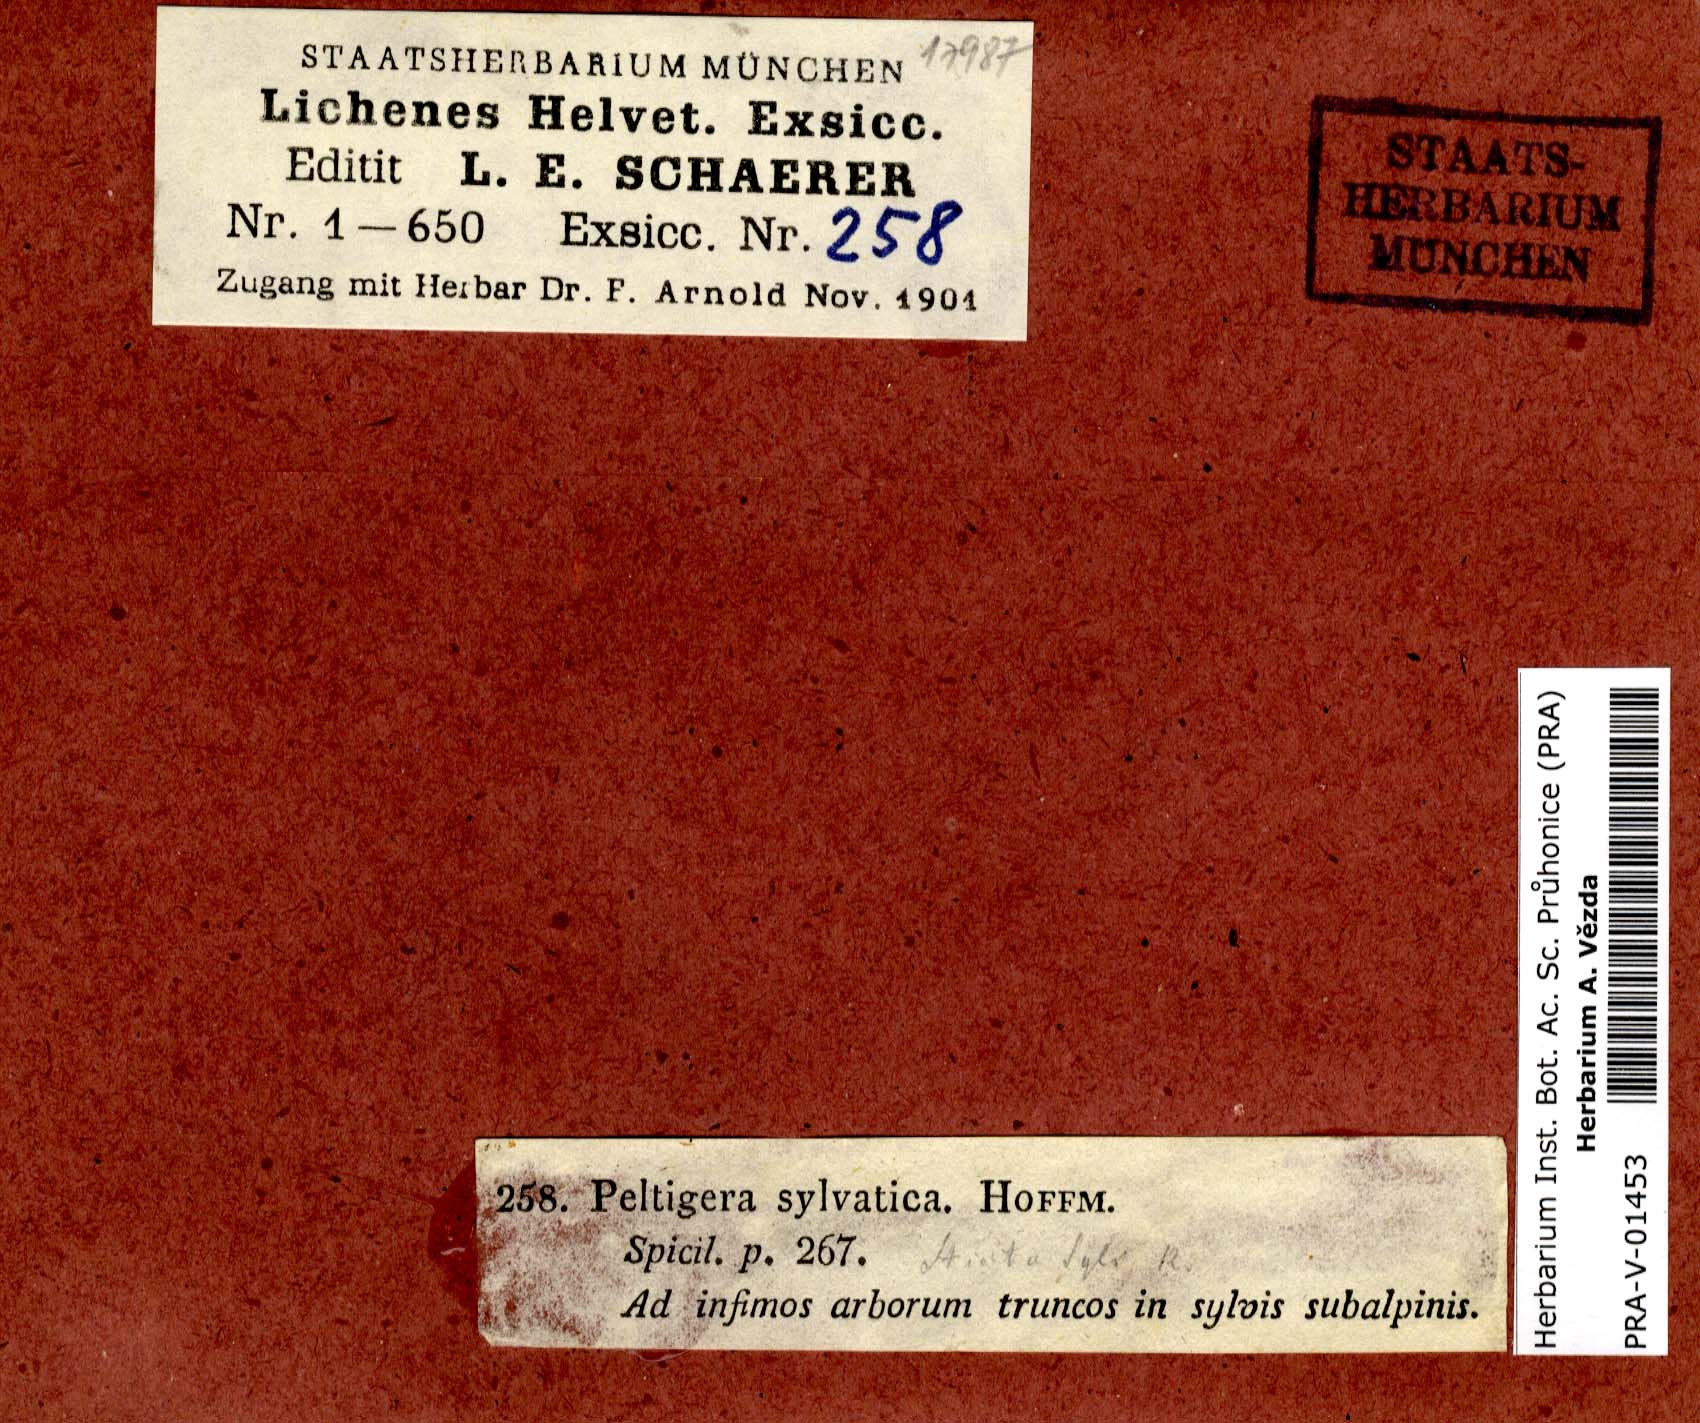 STAATSHERBARIUM MÜNCHEN 17987
Lichenes Helvet. Exsicc.
Editit L. E. SCHAERER
Nr. 1—650 Exsicc. Nr. 258
Zugang mit Herbar Dr. F. Arnold Nov. 1901
STAATS-
HERBARIUM
MÜNCHEN
258. Peltigera sylvatica. HOFFM.
Spicil. p. 267. Sticta sylv
Ad infimos arborum truncos in sylvis subalpinis.
Herbarium Inst. Bot. Ac. Sc. Průhonice (PRA)
Herbarium A. Vězda
PRA-V-01453